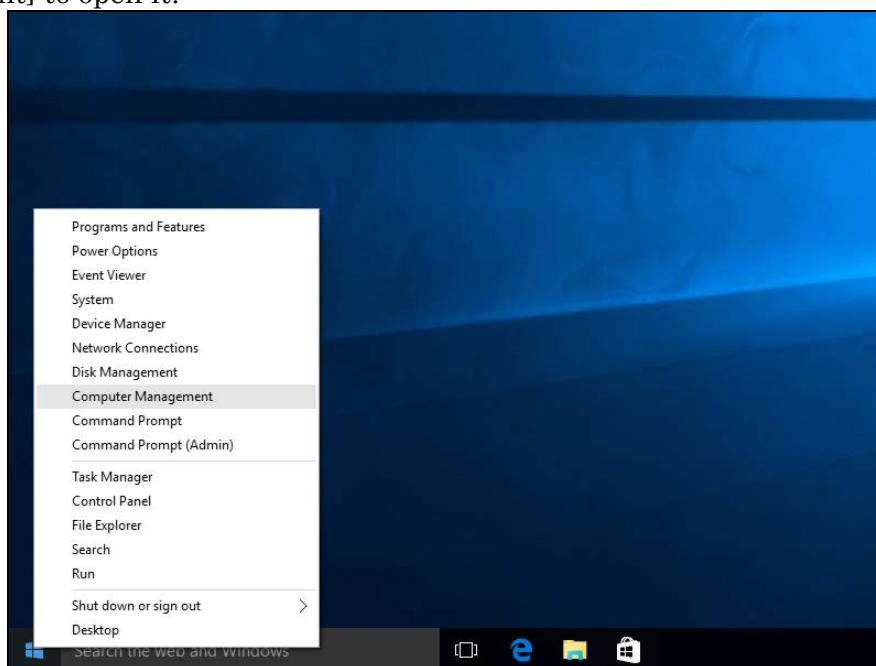 to open it.
Programs and Features
Power Options
Event Viewer
System
Device Manager
Network Connections
Disk Management
Computer Management
Command Prompt
Command Prompt (Admin)
Task Manager
Control Panel
File Explorer
Search
Run
Shut down or sign out
Desktop
Search the web and Windows